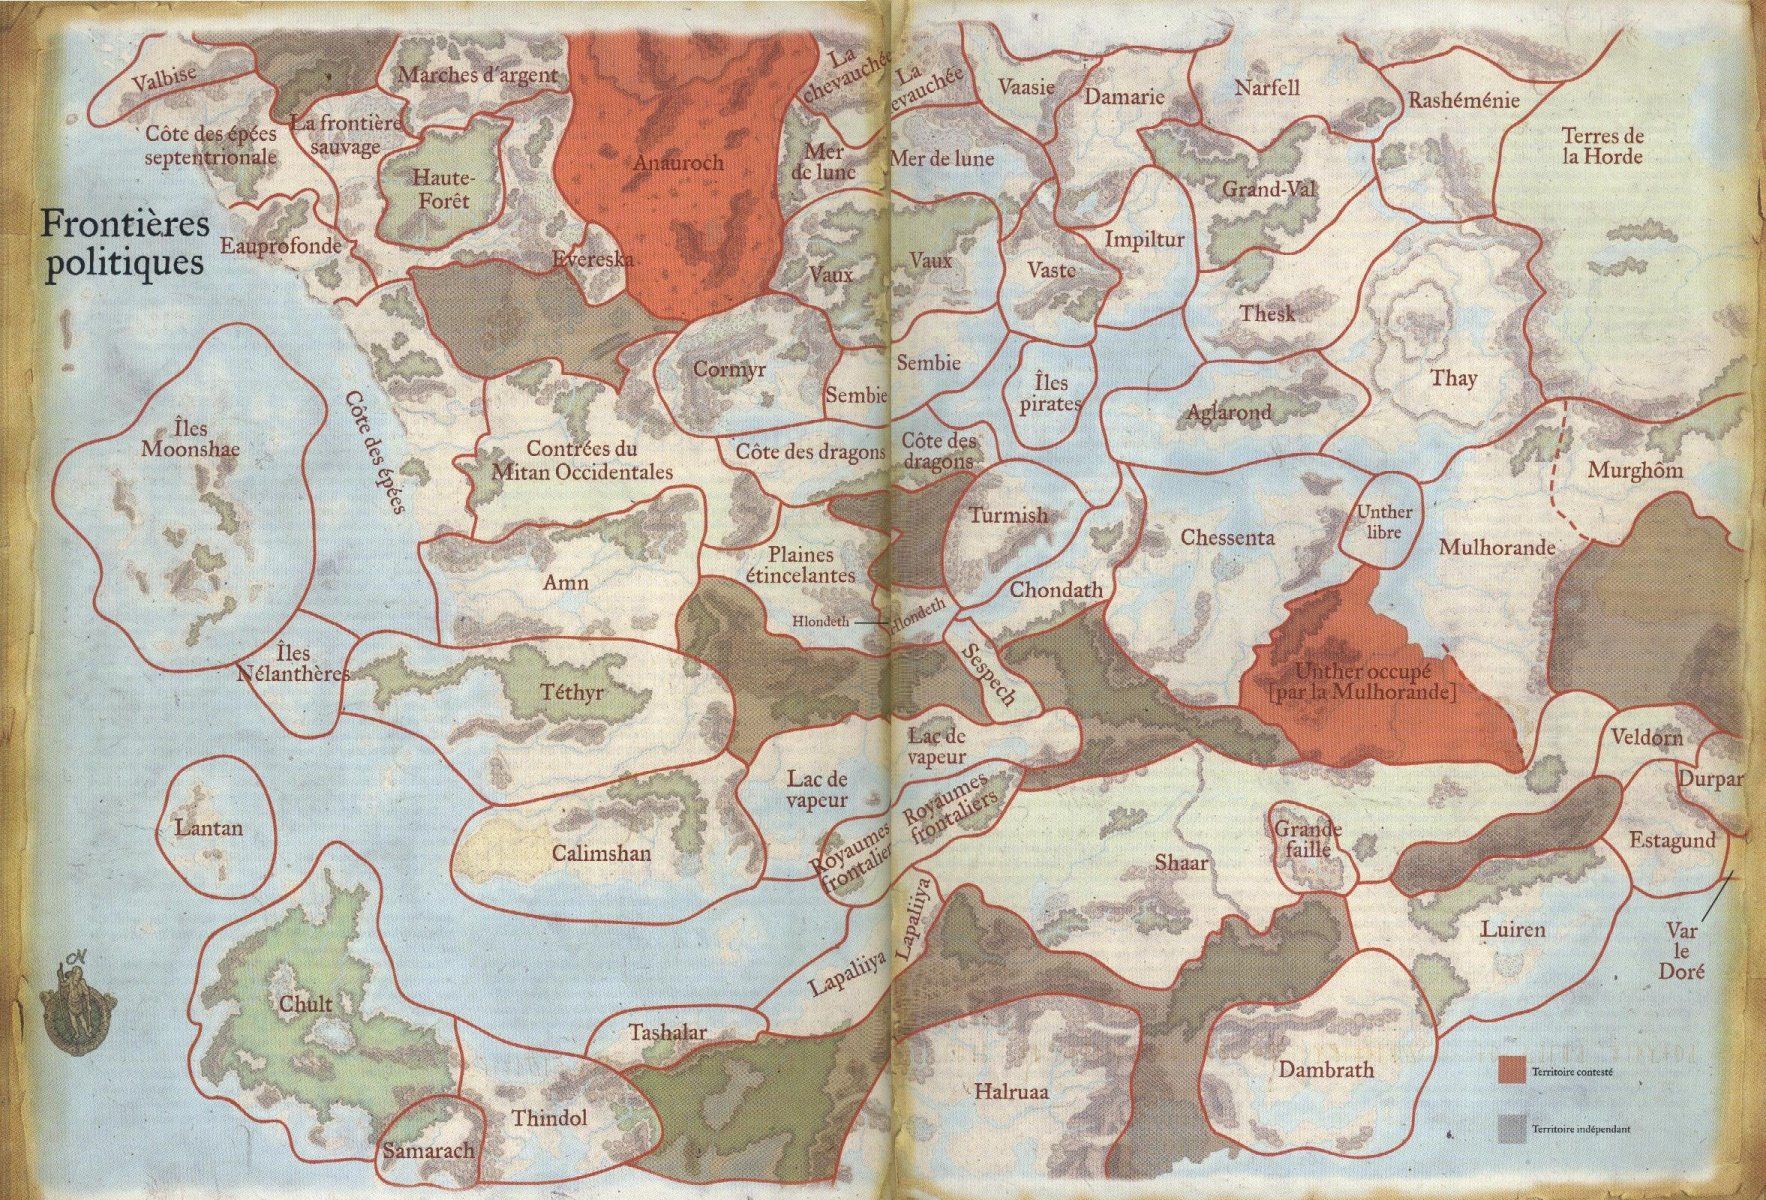 Frontières
politiques
Valbise
Marches d'argent
La
chevauchée
La
evauchée
Vaasie
Damarie
Narfell
Rashéménie
Terres de
la Horde
Côte des épées
septentrionale
La frontière
sauvage
Haute-
Forêt
Anauroch
Mer
de lune
Mer de lune
Grand-Val
Eauprofonde
Evereska
Vaux
Vaux
Vaste
Impiltur
Thesk
Thay
Cormyr
Sembie
Sembie
Îles
pirates
Aglarond
Îles
Moonshae
Côte des épées
Contrées du
Mitan Occidentales
Côte des dragons
Côte des
dragons
Murghôm
Turmish
Chessenta
Unther
libre
Mulhorande
Amn
Plaines
étincelantes
Chondath
Hlondeth
Hlondeth
Sespech
Îles
Nélanthères
Téthyr
Unther occupé
[par la Mulhorande]
Lac de
vapeur
Lac de
vapeur
Veldorn
Durpar
Lantan
Calimshan
Royaumes
frontalier
Royaumes
frontaliers
Shaar
Grande
faille
Estagund
Lapaliiya
Lapaliiya
Luiren
Var
le
Doré
Chult
Tashalar
Thindol
Samarach
Halruaa
Dambrath
Territoire contesté
Territoire indépendant